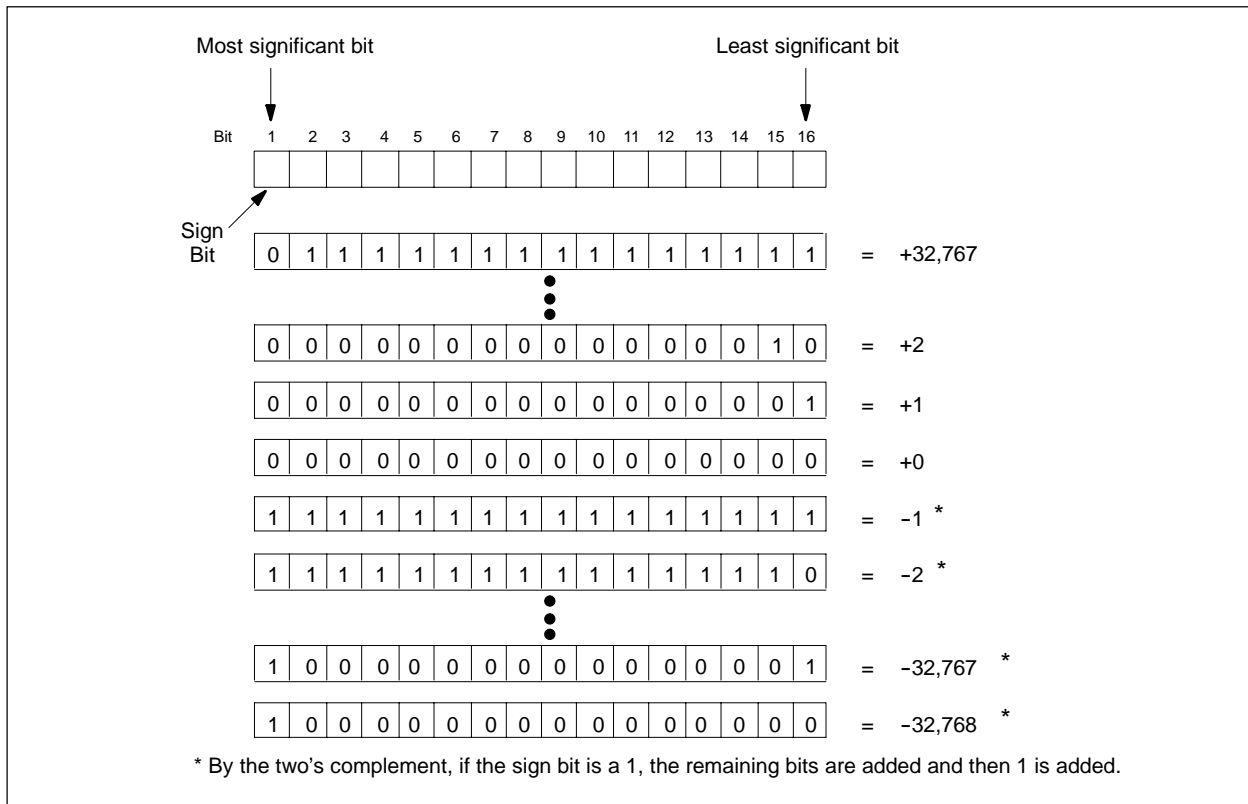 Most significant bit Least significant bit
Bit 1 2 3 4 5 6 7 8 9 10 11 12 13 14 15 16
Sign
Bit
0 1 1 1 1 1 1 1 1 1 1 1 1 1 1 1 = +32,767
0 0 0 0 0 0 0 0 0 0 0 0 0 0 1 0 = +2
0 0 0 0 0 0 0 0 0 0 0 0 0 0 0 1 = +1
0 0 0 0 0 0 0 0 0 0 0 0 0 0 0 0 = +0
1 1 1 1 1 1 1 1 1 1 1 1 1 1 1 1 = -1 *
1 1 1 1 1 1 1 1 1 1 1 1 1 1 1 0 = -2 *
1 0 0 0 0 0 0 0 0 0 0 0 0 0 0 1 = -32,767 *
1 0 0 0 0 0 0 0 0 0 0 0 0 0 0 0 = -32,768 *
* By the two's complement, if the sign bit is a 1, the remaining bits are added and then 1 is added.